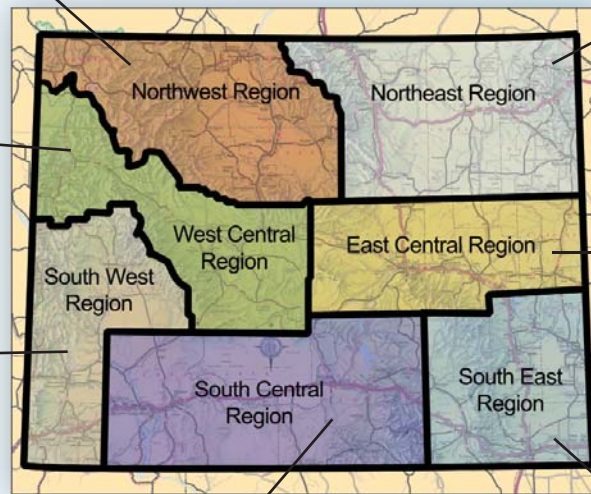 Northwest Region
Northeast Region
West Central
Region
East Central Region
South West
Region
South Central
Region
South East
Region